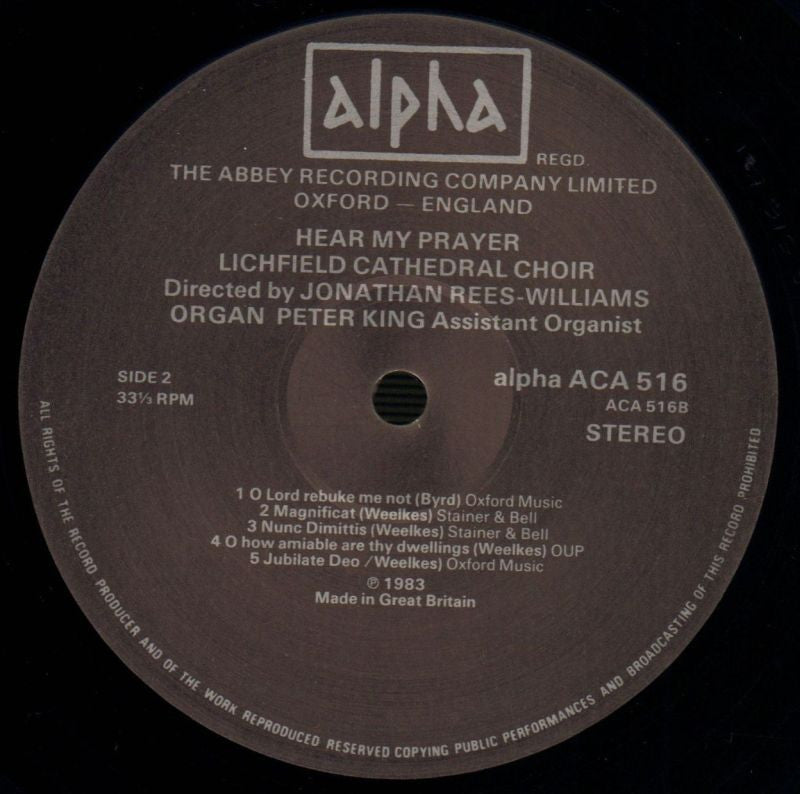 alpha
REGD.
THE ABBEY RECORDING COMPANY LIMITED
OXFORD — ENGLAND
HEAR MY PRAYER
LICHFIELD CATHEDRAL CHOIR
Directed by JONATHAN REES-WILLIAMS
ORGAN PETER KING Assistant Organist
SIDE 2
33⅓ RPM
alpha ACA 516
ACA 516B
STEREO
1 O Lord rebuke me not (Byrd) Oxford Music
2 Magnificat (Weelkes) Stainer & Bell
3 Nunc Dimittis (Weelkes) Stainer & Bell
4 O how amiable are thy dwellings (Weelkes) OUP
5 Jubilate Deo /Weelkes) Oxford Music
℗ 1983
Made in Great Britain
ALL RIGHTS OF THE RECORD PRODUCER AND OF THE WORK REPRODUCED RESERVED COPYING PUBLIC PERFORMANCES AND BROADCASTING OF THIS RECORD PROHIBITED